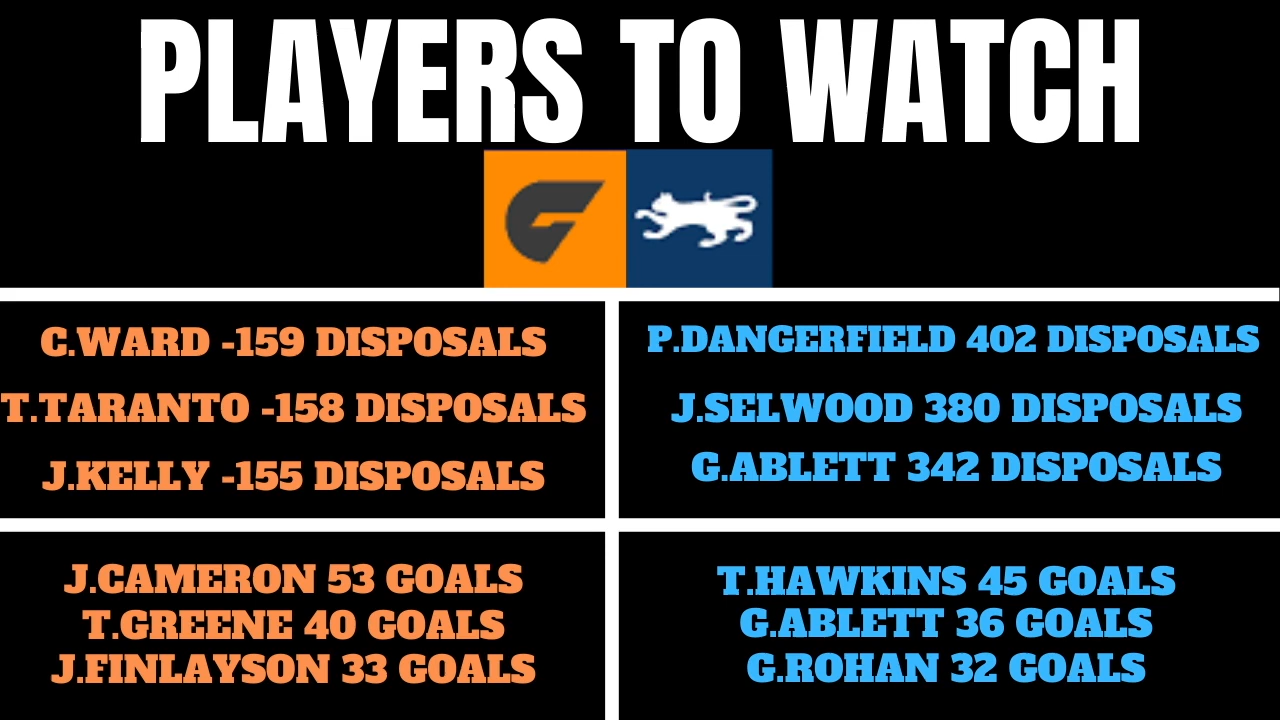 PLAYERS TO WATCH
C.WARD -159 DISPOSALS
T.TARANTO -158 DISPOSALS
J.KELLY -155 DISPOSALS
P.DANGERFIELD 402 DISPOSALS
J.SELWOOD 380 DISPOSALS
G.ABLETT 342 DISPOSALS
J.CAMERON 53 GOALS
T.GREENE 40 GOALS
J.FINLAYSON 33 GOALS
T.HAWKINS 45 GOALS
G.ABLETT 36 GOALS
G.ROHAN 32 GOALS